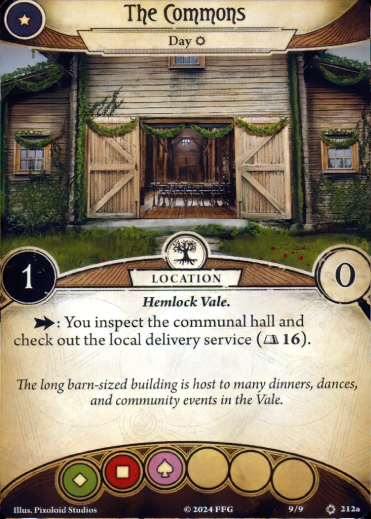 The Commons
Day
1
LOCATION
0
Hemlock Vale.
: You inspect the communal hall and
check out the local delivery service ( 16).
The long barn-sized building is host to many dinners, dances,
and community events in the Vale.
Illus. Pixoloid Studios © 2024 FFG 9/9 212a